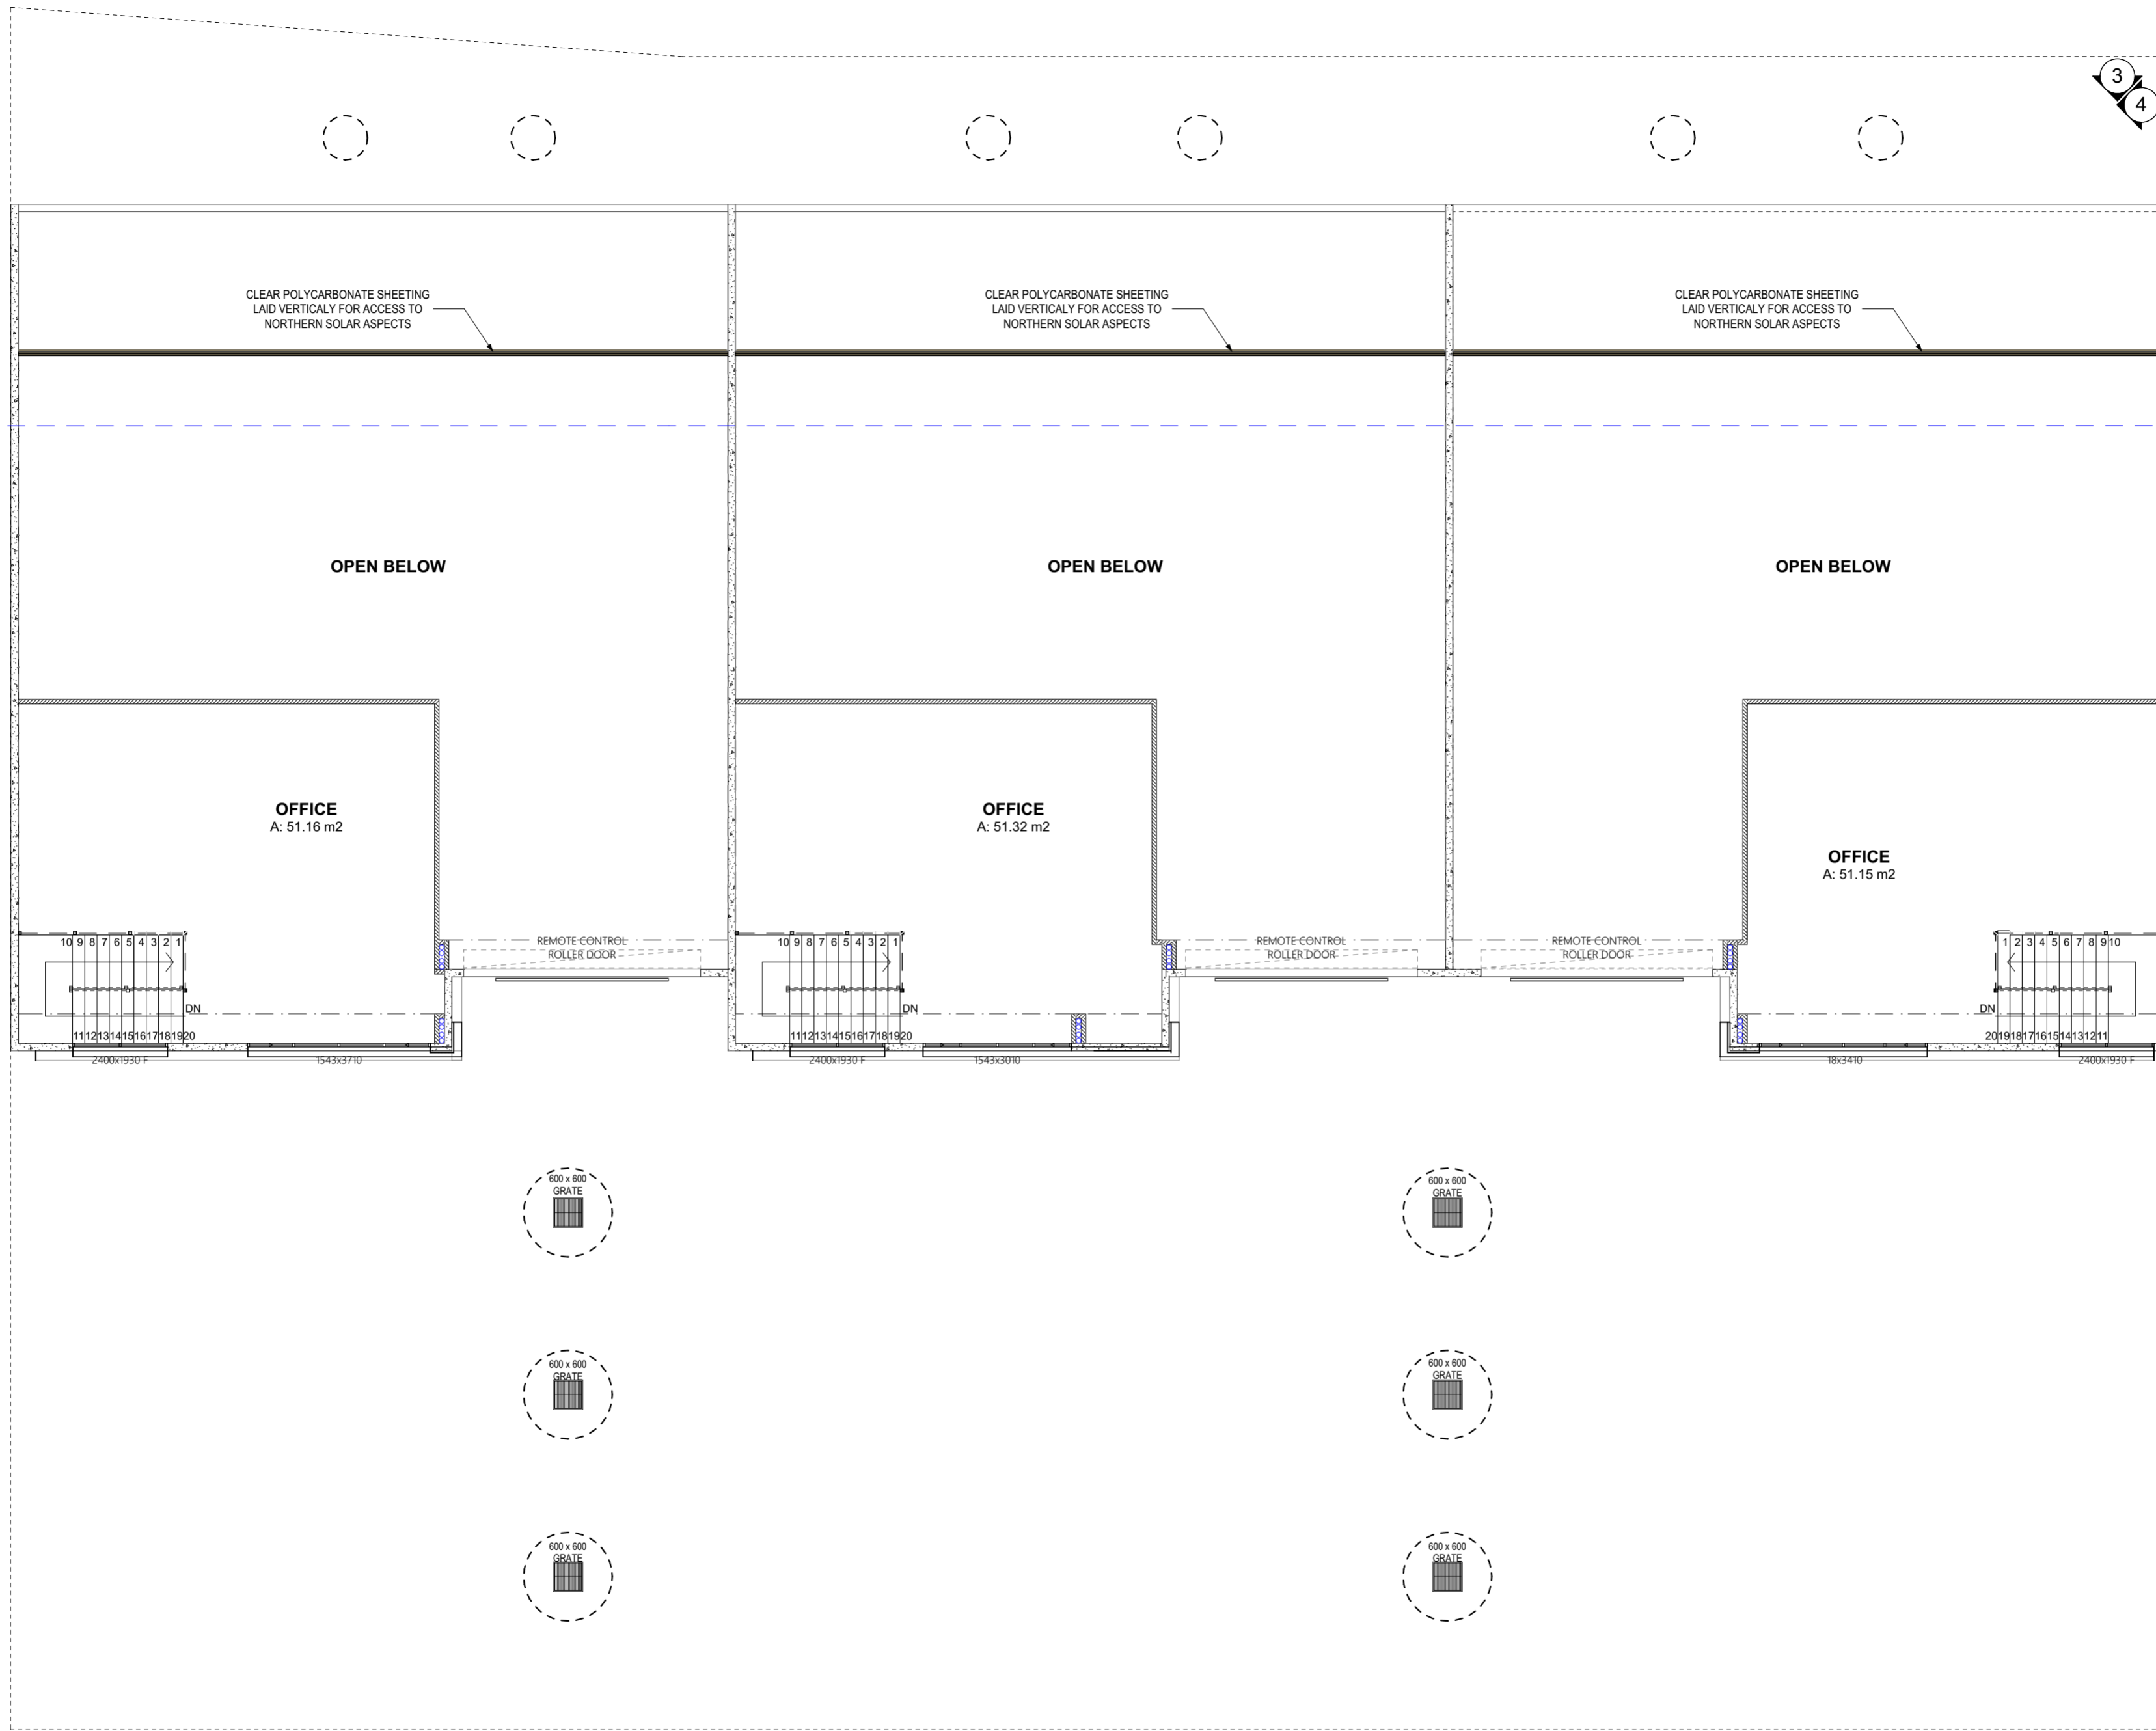 3
4
CLEAR POLYCARBONATE SHEETING
LAID VERTICALY FOR ACCESS TO
NORTHERN SOLAR ASPECTS
CLEAR POLYCARBONATE SHEETING
LAID VERTICALY FOR ACCESS TO
NORTHERN SOLAR ASPECTS
CLEAR POLYCARBONATE SHEETING
LAID VERTICALY FOR ACCESS TO
NORTHERN SOLAR ASPECTS
OPEN BELOW
OPEN BELOW
OPEN BELOW
OFFICE
A: 51.16 m2
OFFICE
A: 51.32 m2
OFFICE
A: 51.15 m2
10 9 8 7 6 5 4 3 2 1
REMOTE CONTROL
ROLLER DOOR
10 9 8 7 6 5 4 3 2 1
REMOTE CONTROL
ROLLER DOOR
REMOTE CONTROL
ROLLER DOOR
1 2 3 4 5 6 7 8 9 10
DN
DN
DN
11 12 13 14 15 16 17 18 19 20
11 12 13 14 15 16 17 18 19 20
20 19 18 17 16 15 14 13 12 11
2400x1930 F
1543x3710
2400x1930 F
1543x3010
18x3410
2400x1930 F
600 x 600
GRATE
600 x 600
GRATE
600 x 600
GRATE
600 x 600
GRATE
600 x 600
GRATE
600 x 600
GRATE